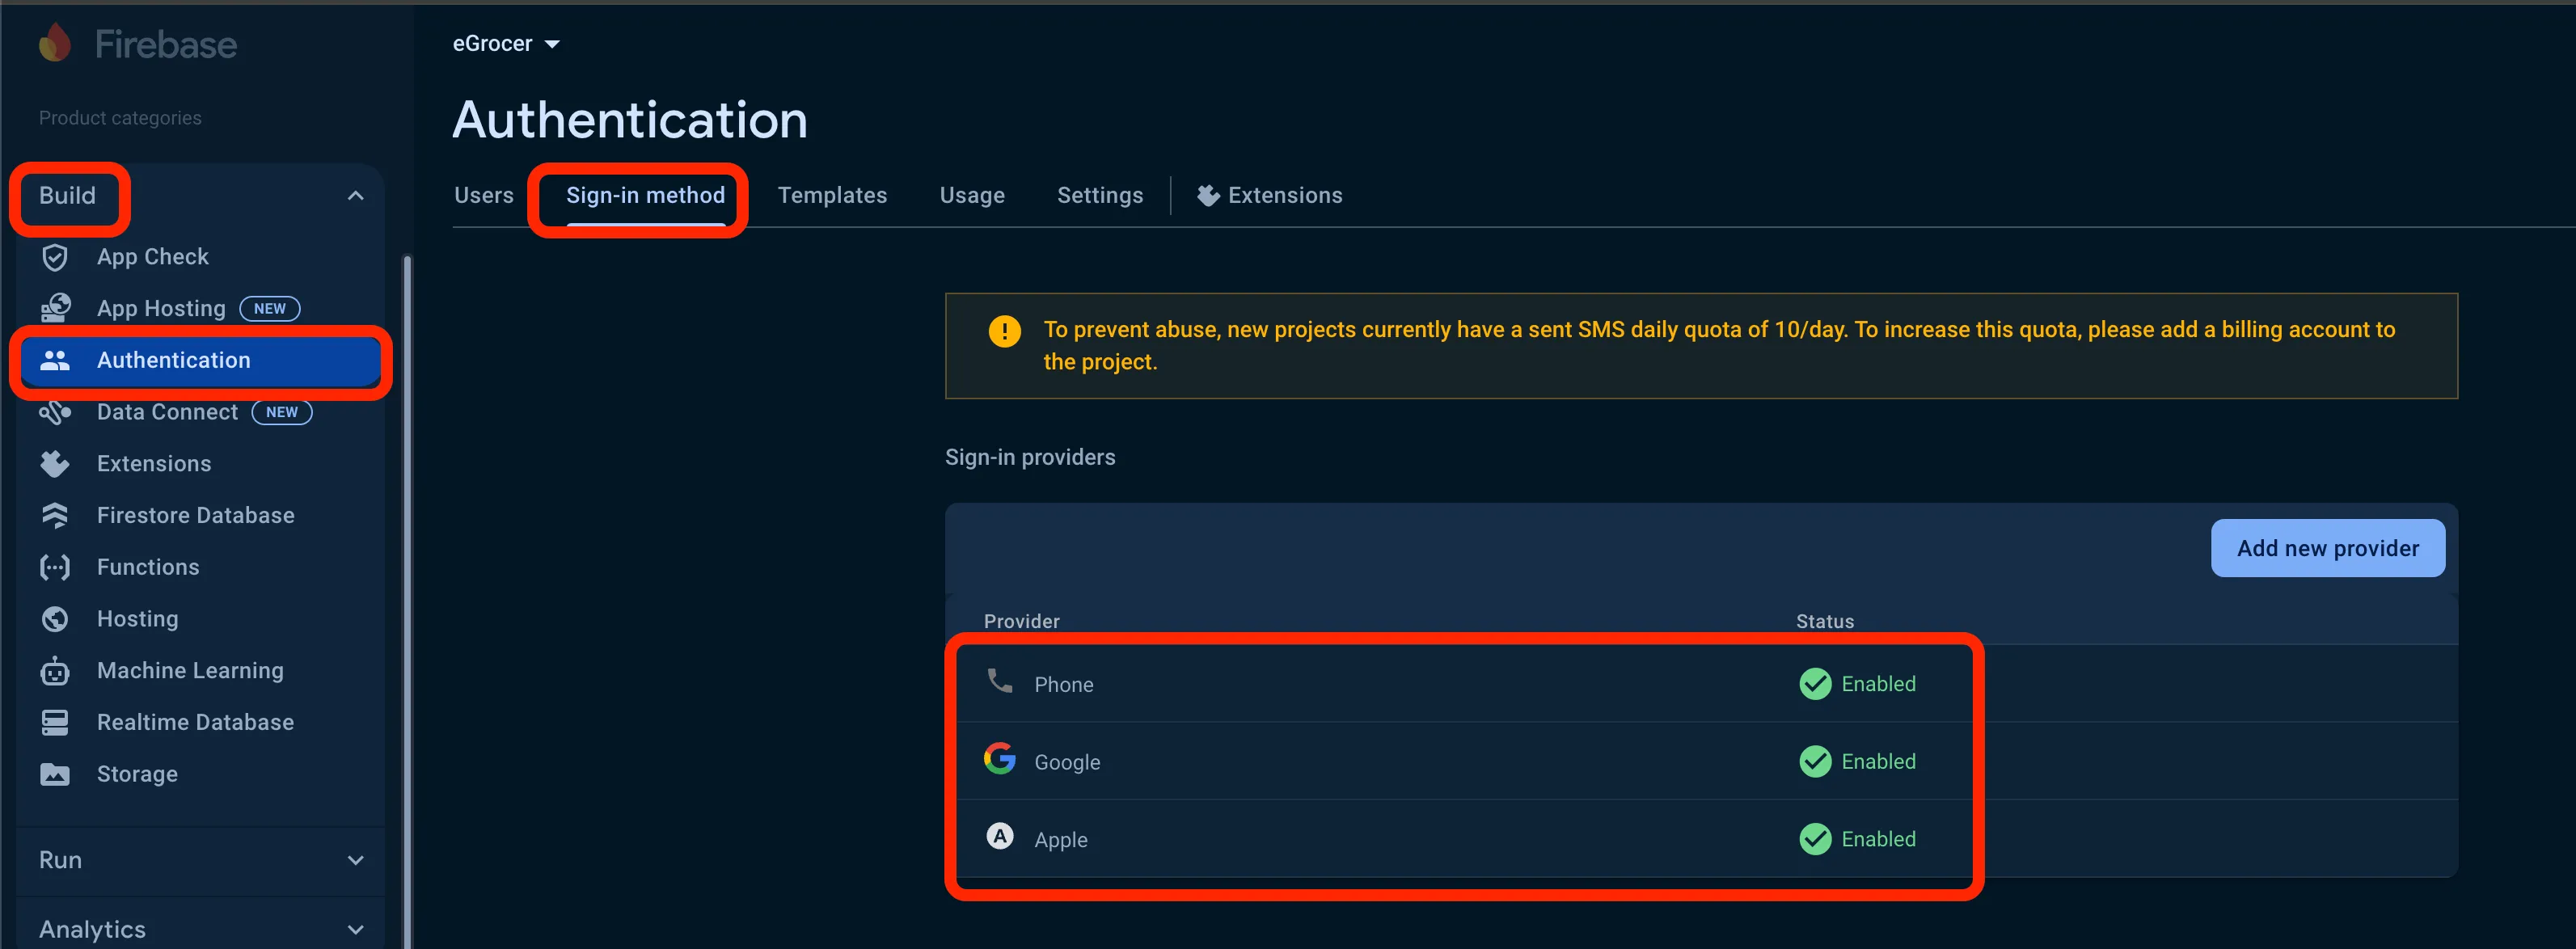 Firebase
Product categories
Build
App Check
App Hosting NEW
Authentication
Data Connect NEW
Extensions
Firestore Database
Functions
Hosting
Machine Learning
Realtime Database
Storage
Run
Analytics
eGrocer
Authentication
Users Sign-in method Templates Usage Settings Extensions
To prevent abuse, new projects currently have a sent SMS daily quota of 10/day. To increase this quota, please add a billing account to
the project.
Sign-in providers
Add new provider
Provider Status
Phone Enabled
Google Enabled
Apple Enabled